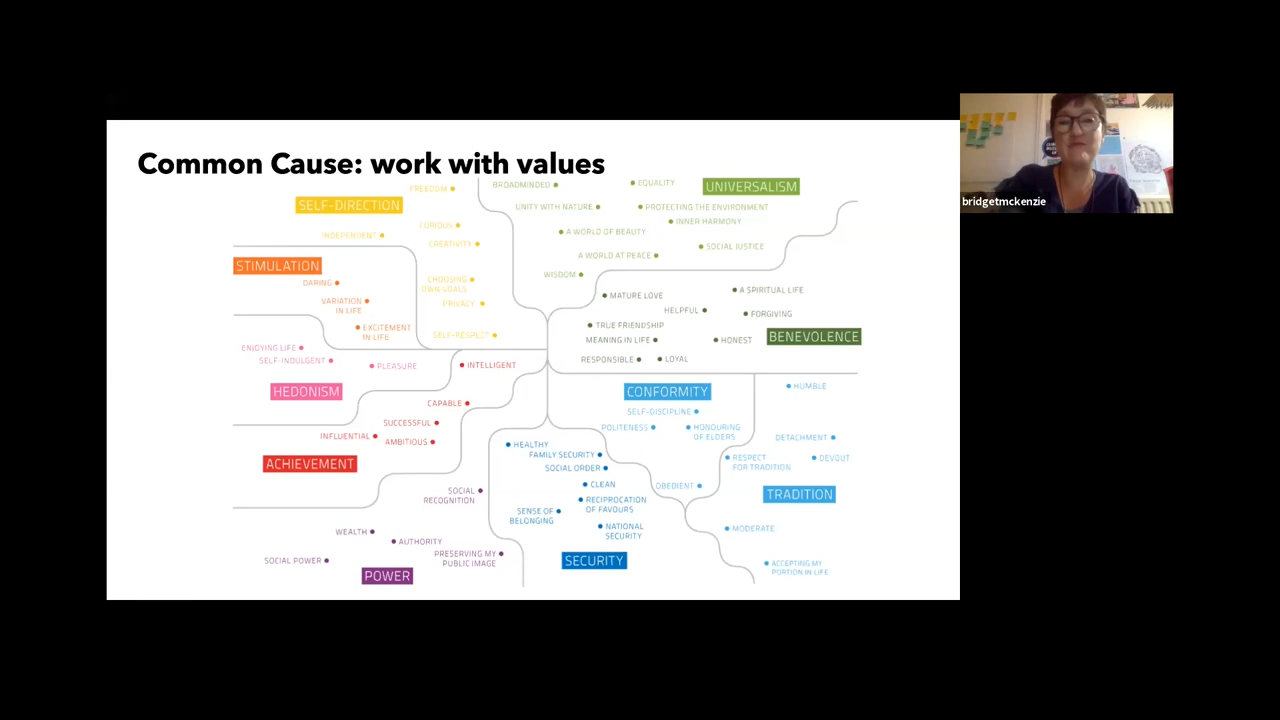 Common Cause: work with values
bridgetmckenzie
SELF-DIRECTION
FREEDOM
CURIOUS
INDEPENDENT
CREATIVITY
CHOOSING
OWN GOALS
PRIVACY
SELF-RESPECT
UNIVERSALISM
BROADMINDED
EQUALITY
UNITY WITH NATURE
PROTECTING THE ENVIRONMENT
INNER HARMONY
A WORLD OF BEAUTY
SOCIAL JUSTICE
A WORLD AT PEACE
WISDOM
STIMULATION
DARING
VARIATION
IN LIFE
EXCITEMENT
IN LIFE
BENEVOLENCE
MATURE LOVE
A SPIRITUAL LIFE
HELPFUL
FORGIVING
TRUE FRIENDSHIP
MEANING IN LIFE
HONEST
RESPONSIBLE
LOYAL
HEDONISM
ENJOYING LIFE
SELF-INDULGENT
PLEASURE
ACHIEVEMENT
INTELLIGENT
CAPABLE
SUCCESSFUL
INFLUENTIAL
AMBITIOUS
CONFORMITY
SELF-DISCIPLINE
POLITENESS
HONOURING
OF ELDERS
OBEDIENT
TRADITION
HUMBLE
DETACHMENT
RESPECT
FOR TRADITION
DEVOUT
MODERATE
ACCEPTING MY
PORTION IN LIFE
SECURITY
HEALTHY
FAMILY SECURITY
SOCIAL ORDER
CLEAN
RECIPROCATION
OF FAVOURS
SENSE OF
BELONGING
NATIONAL
SECURITY
POWER
SOCIAL
RECOGNITION
WEALTH
AUTHORITY
PRESERVING MY
PUBLIC IMAGE
SOCIAL POWER